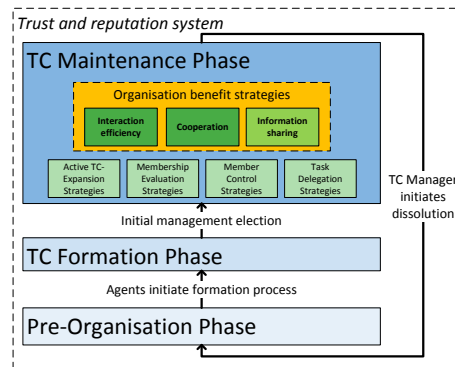 Trust and reputation system
TC Maintenance Phase
Organisation benefit strategies
Interaction
efficiency
Cooperation
Information
sharing
Active TC-
Expansion
Strategies
Membership
Evaluation
Strategies
Member
Control
Strategies
Task
Delegation
Strategies
TC Manager
initiates
dissolution
Initial management election
TC Formation Phase
Agents initiate formation process
Pre-Organisation Phase